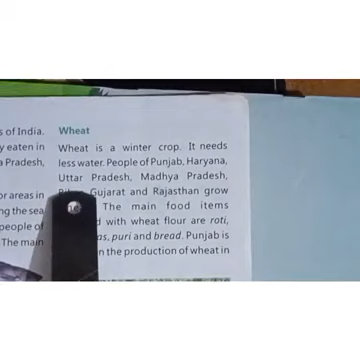 s of India.
y eaten in
a Pradesh,
or areas in
ng the sea
people of
The main
Wheat
Wheat is a winter crop. It needs
less water. People of Punjab, Haryana,
Uttar Pradesh, Madhya Pradesh,
Gujarat and Rajasthan grow
The main food items
with wheat flour are roti,
puri and bread. Punjab is
in the production of wheat in